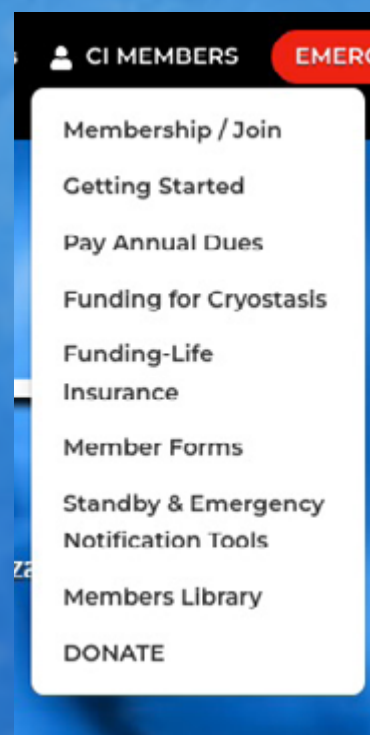 CI MEMBERS
EMERG
Membership / Join
Getting Started
Pay Annual Dues
Funding for Cryostasis
Funding-Life
Insurance
Member Forms
Standby & Emergency
Notification Tools
Members Library
DONATE